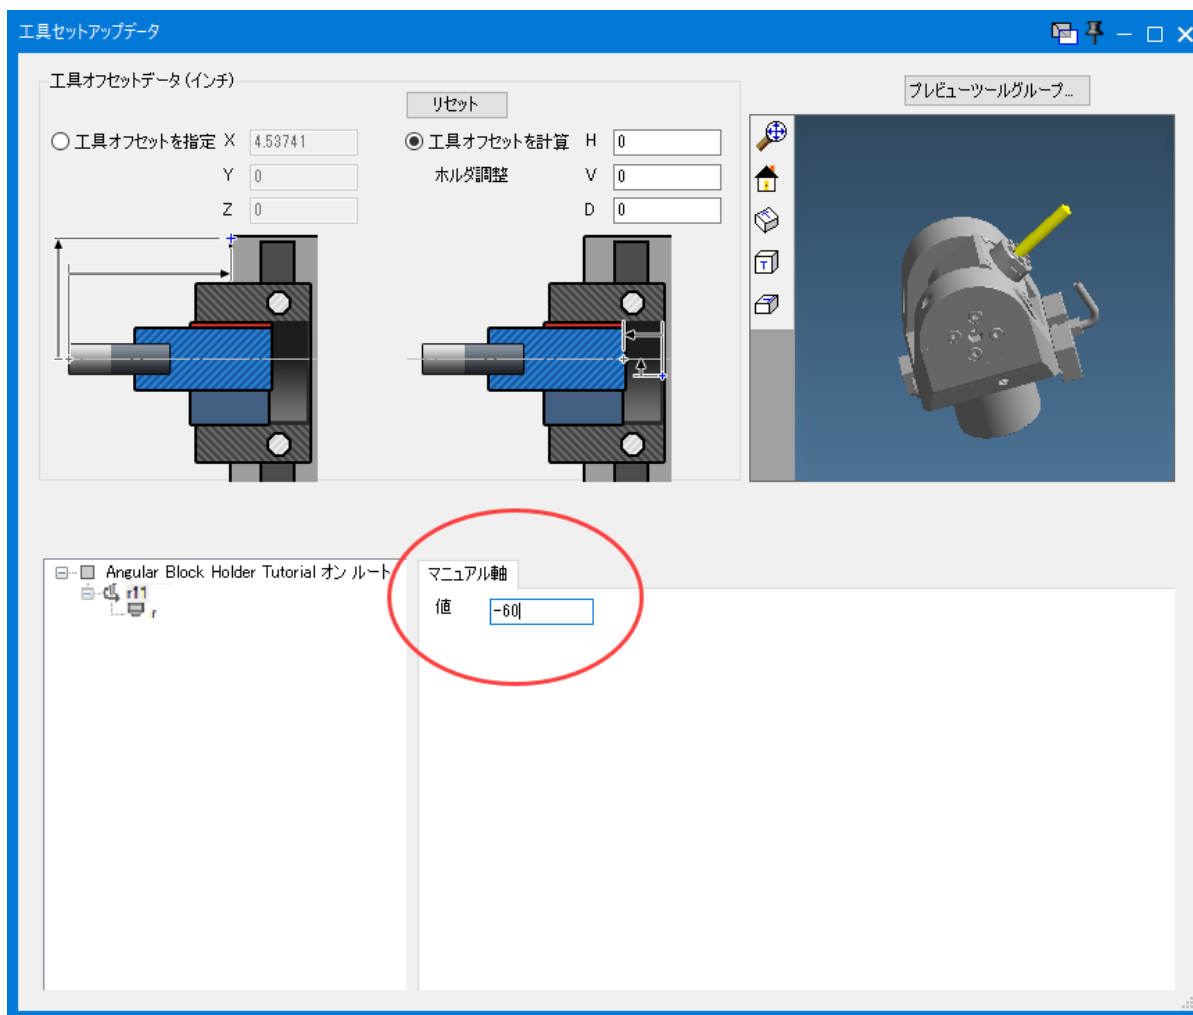 工具セットアップデータ
工具オフセットデータ (インチ)
リセット
プレビューツールグループ...
工具オフセットを指定 X 4.53741
Y 0
Z 0
工具オフセットを計算 H 0
ホルダ調整 V 0
D 0
T
Angular Block Holder Tutorial オン ルート
r11
r
マニュアル軸
値 -60